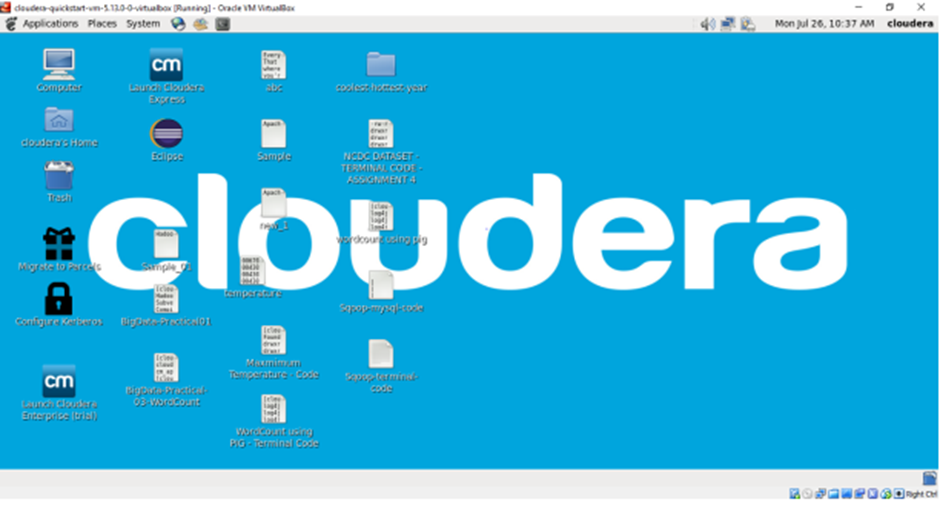 cloudera-quickstart-vm-5.13.0-0-virtualbox [Running] - Oracle VM VirtualBox
Applications Places System Mon Jul 26, 10:37 AM cloudera
Computer
Launch Cloudera
Express
abc
coolest-hottest-year
cloudera's Home
Eclipse
Sample
NCDC DATASET -
TERMINAL CODE -
ASSIGNMENT 4
Trash
new_1
wordcount using pig
Migrate to Parcels
Sample_01
temperature
Configure Kerberos
BigData-Practical01
Sqoop-mysql-code
Launch Cloudera
Enterprise (trial)
BigData-Practical-
03-WordCount
Maxmimum
Temperature - Code
Sqoop-terminal-
code
WordCount using
PIG - Terminal Code
cloudera
Right Ctrl